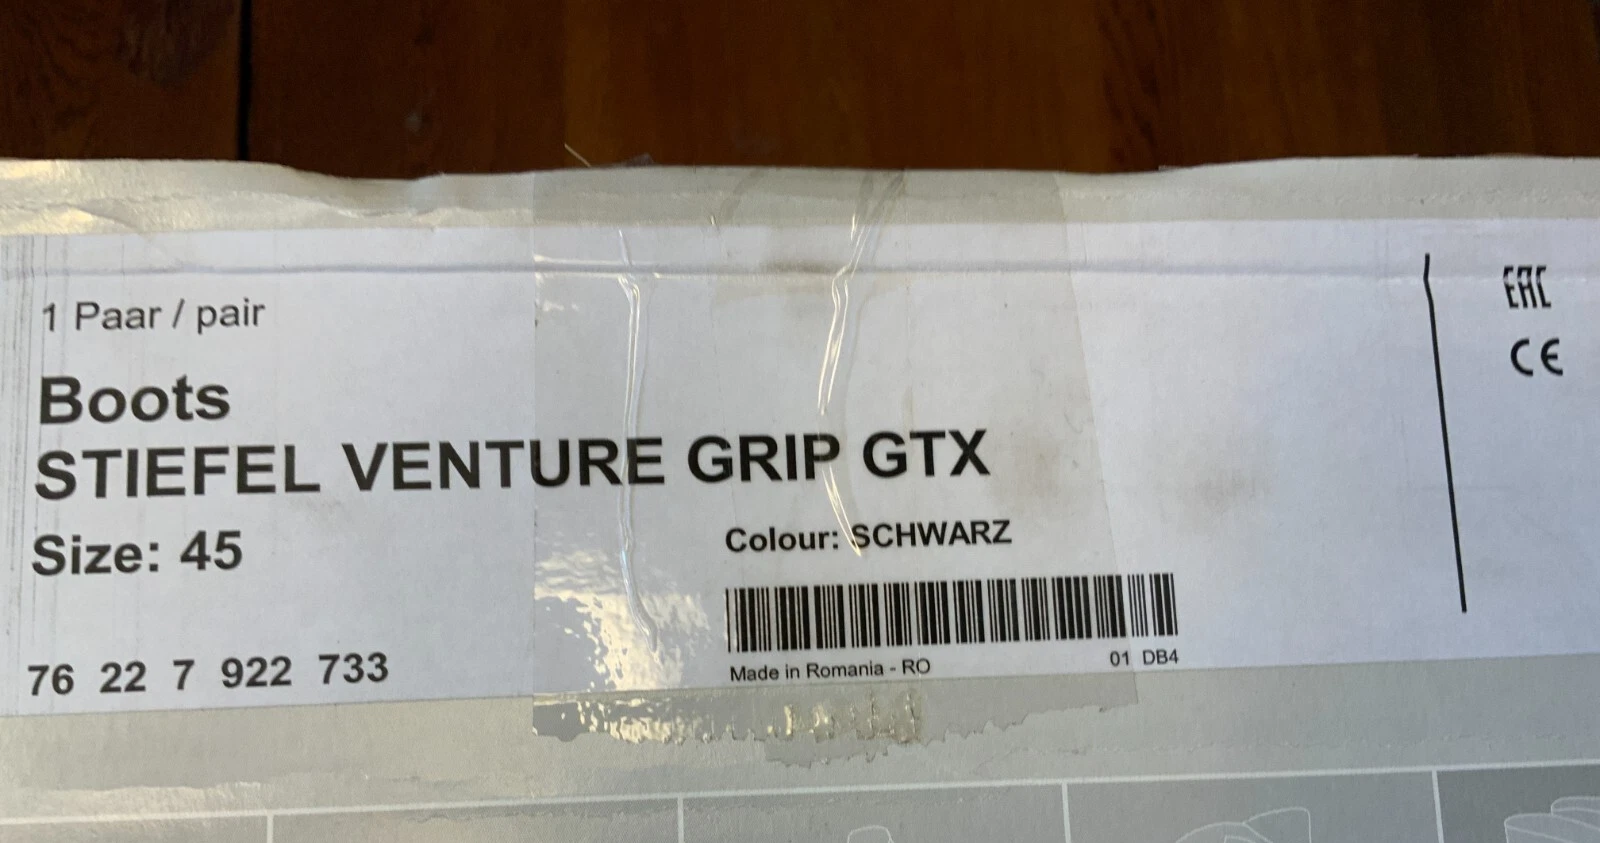 1 Paar / pair
Boots
STIEFEL VENTURE GRIP GTX
Size: 45
Colour: SCHWARZ
76 22 7 922 733
Made in Romania - RO
01 DB4
EAC
CE